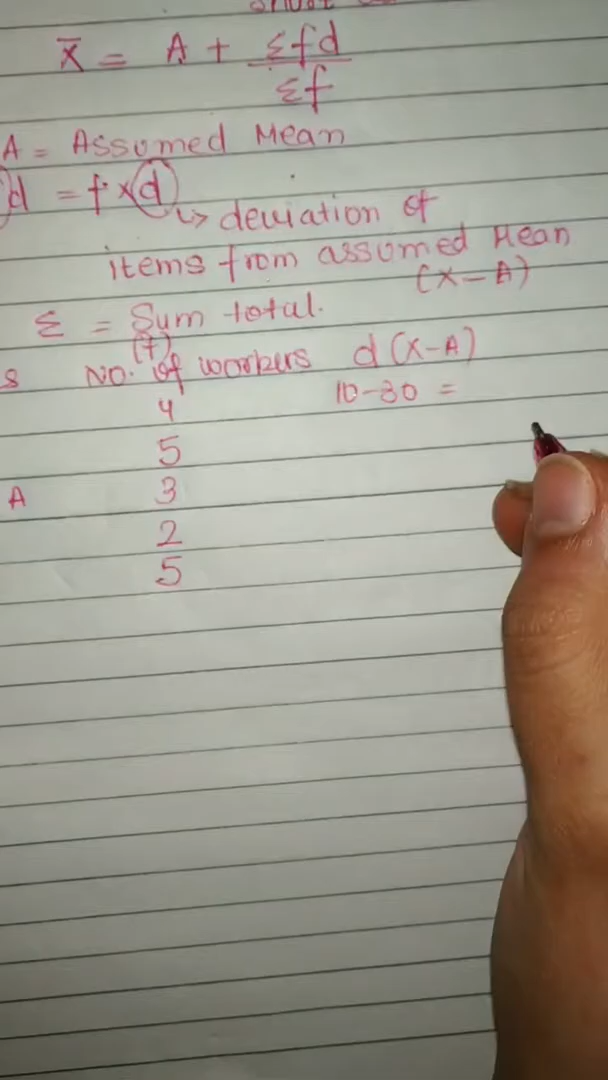 x̄ = A + Σfd / Σf
A = Assumed Mean
d = f × d
↳ deviation of
items from assumed Mean
(X-A)
Σ = Sum total.
(f)
S No. of workers d (X-A)
4 10-30 =
5
A 3
2
5